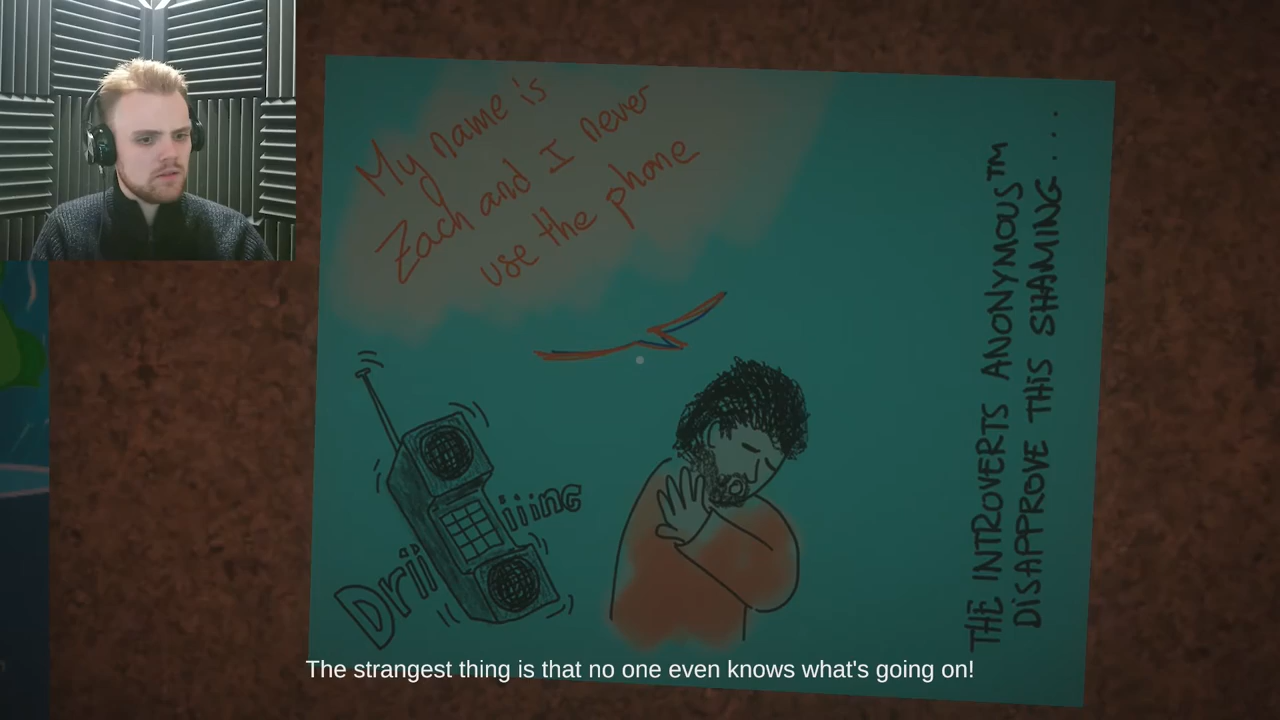 My name is
Zach and I never
use the phone
Driiiiinc
THE INTROVERTS ANONYMOUS™
DISAPPROVE THIS SHAMING....
The strangest thing is that no one even knows what's going on!